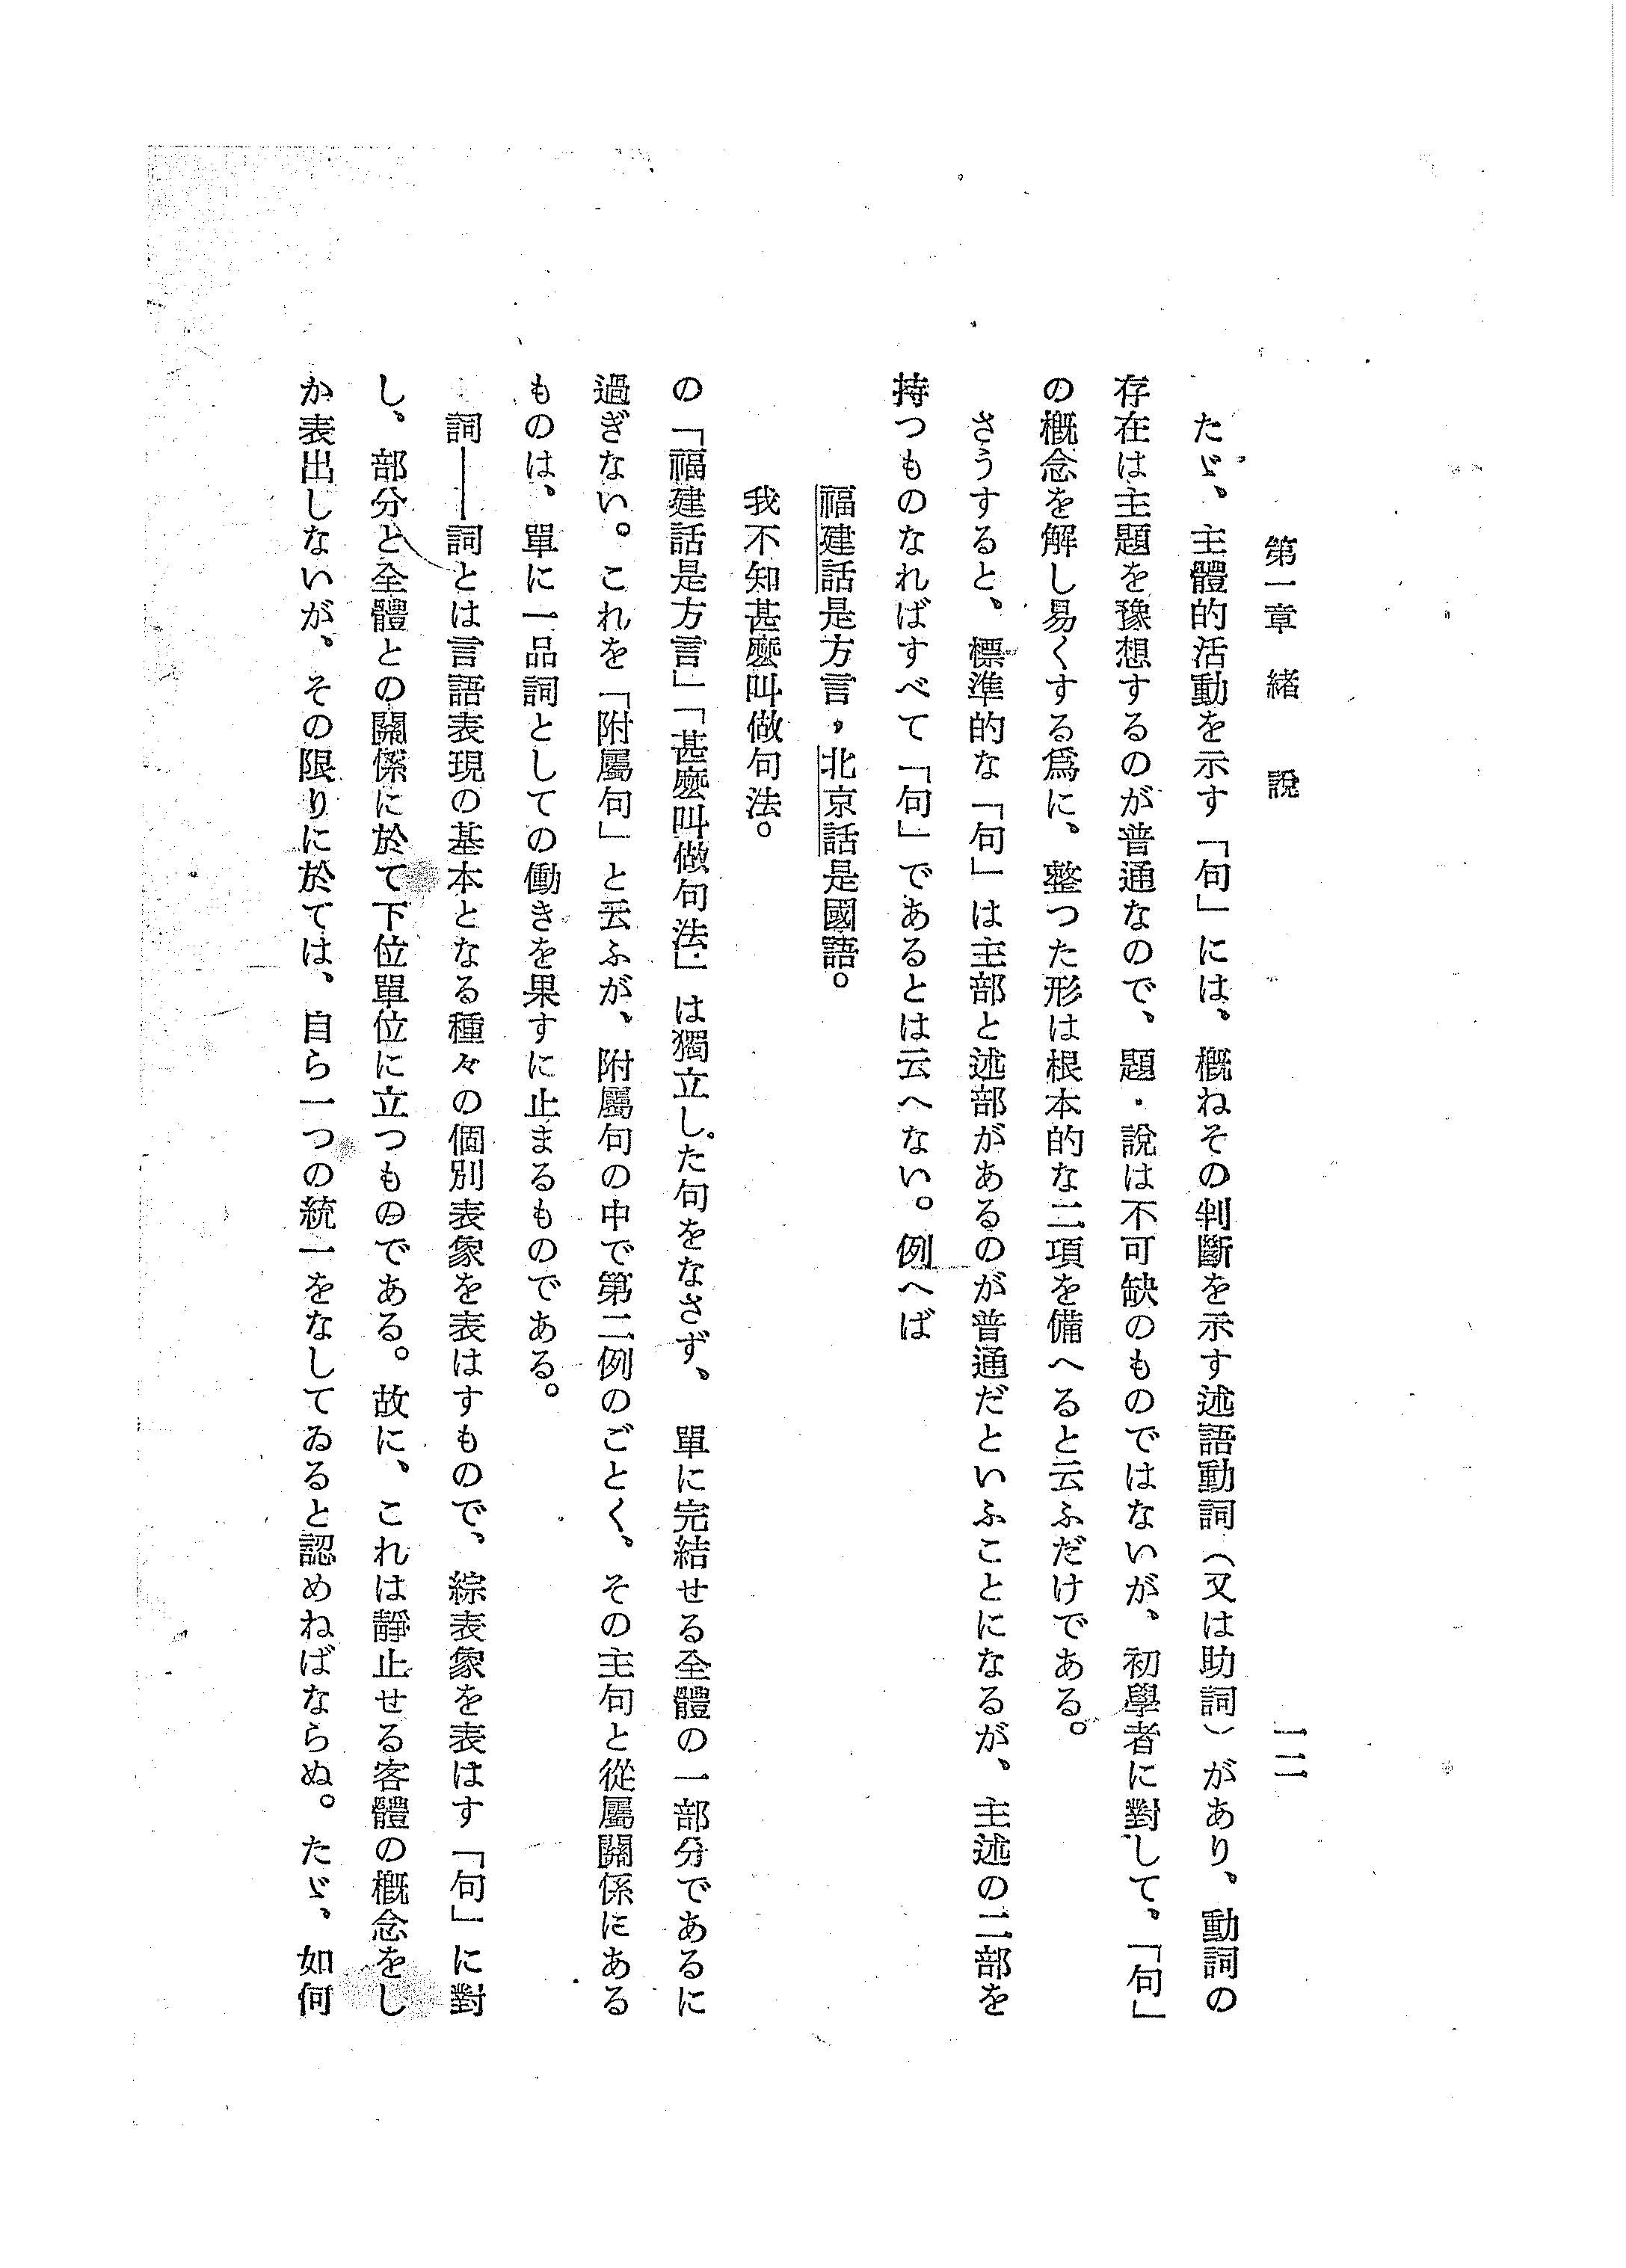 第一章 緖 說
一二
たゞ、主體的活動を示す「句」には、概ねその判斷を示す述語動詞（又は助詞）があり、動詞の
存在は主題を豫想するのが普通なので、題・說は不可缺のものではないが、初學者に對して、「句」
の槪念を解し易くする爲に、整つた形は根本的な二項を備へると云ふだけである。
さうすると、標準的な「句」は主部と述部があるのが普通だといふことになるが、主述の二部を
持つものなればすべて「句」であるとは云へない。例へば
福建話是方言，北京話是國語。
我不知甚麼叫做句法。
の「福建話是方言」「甚麼叫做句法」は獨立した句をなさず、單に完結せる全體の一部分であるに
過ぎない。これを「附屬句」と云ふが、附屬句の中で第二例のごとく、その主句と從屬關係にある
ものは、單に一品詞としての働きを果すに止まるものである。
詞——詞とは言語表現の基本となる種々の個別表象を表はすもので、綜表象を表はす「句」に對
し、部分と全體との關係に於て下位單位に立つものである。故に、これは靜止せる客體の槪念をし
か表出しないが、その限りに於ては、自ら一つの統一をなしてゐると認めねばならぬ。たゞ、如何